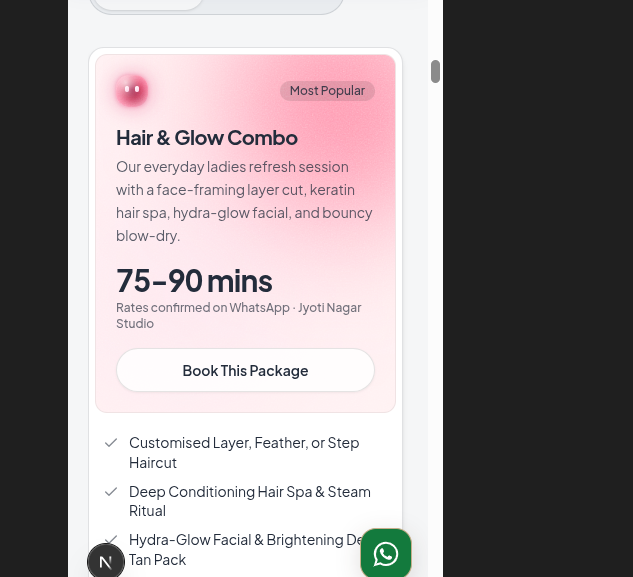 Most Popular
Hair & Glow Combo
Our everyday ladies refresh session
with a face-framing layer cut, keratin
hair spa, hydra-glow facial, and bouncy
blow-dry.
75–90 mins
Rates confirmed on WhatsApp · Jyoti Nagar
Studio
Book This Package
Customised Layer, Feather, or Step
Haircut
Deep Conditioning Hair Spa & Steam
Ritual
Hydra-Glow Facial & Brightening De
Tan Pack
N